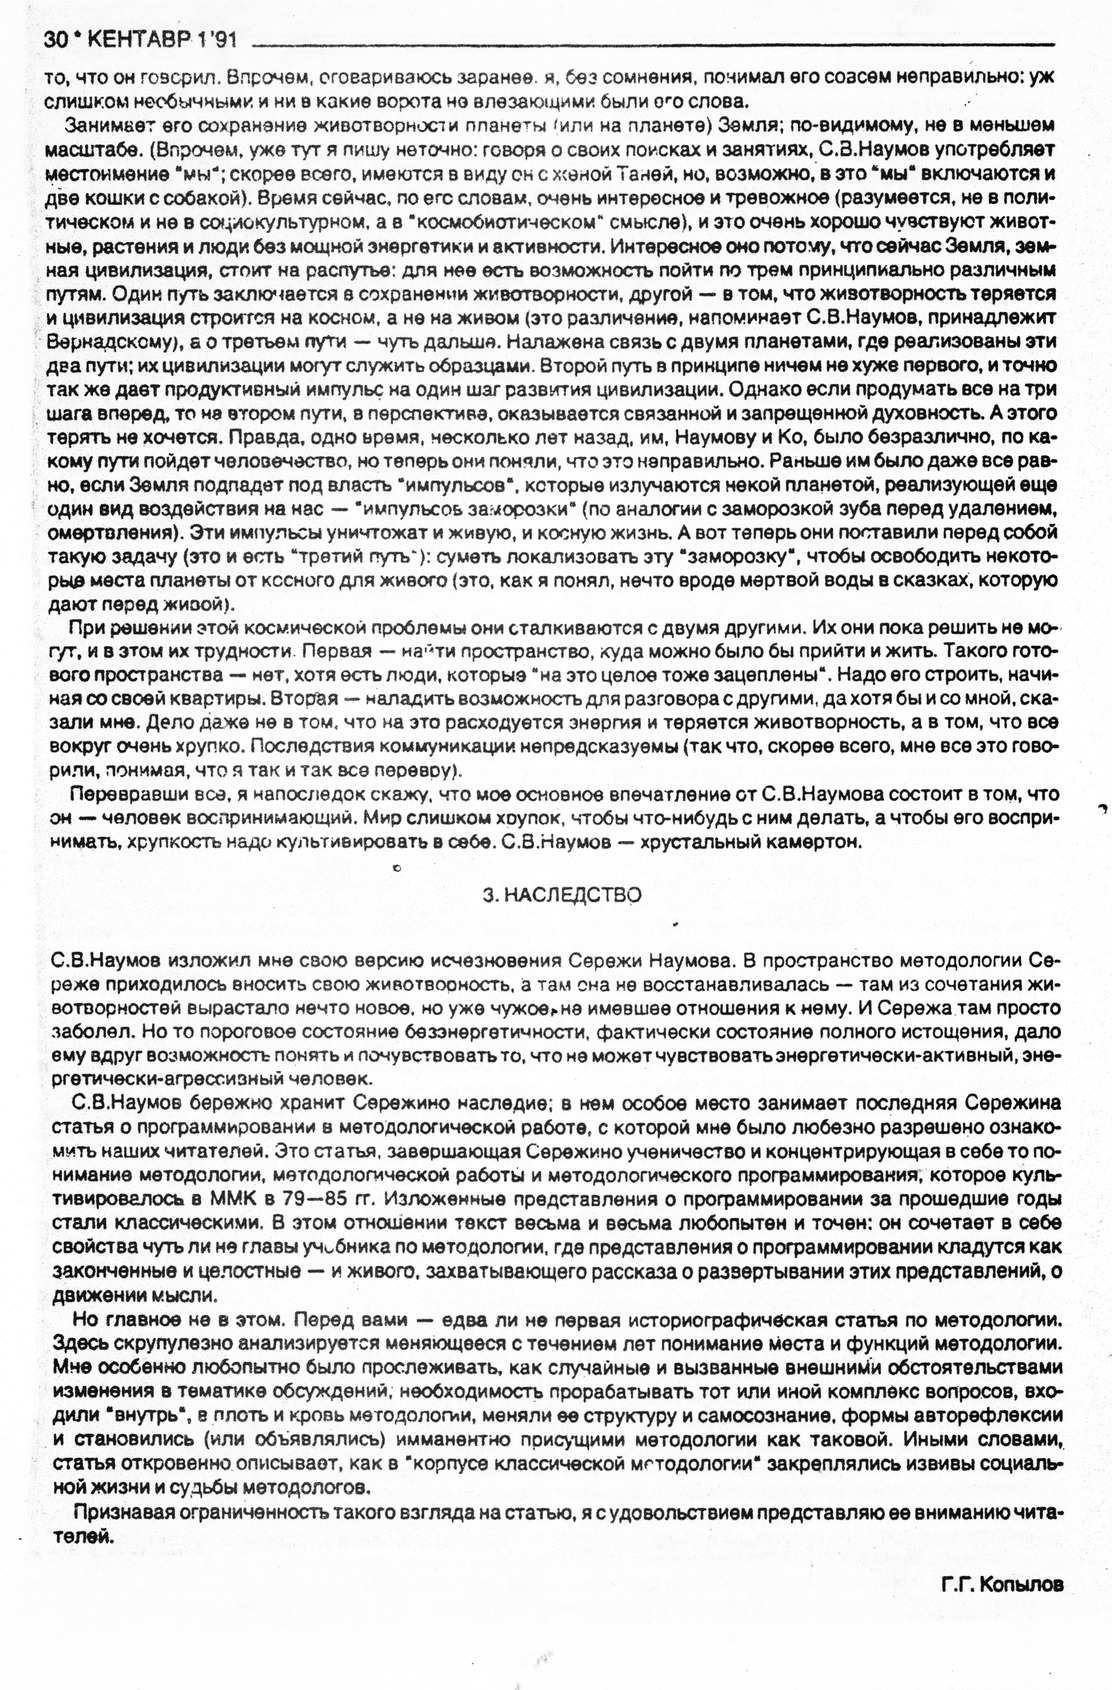 30 * КЕНТАВР 1'91
то, что он говорил. Впрочем, оговариваюсь заранее, я, без сомнения, понимал его совсем неправильно: уж
слишком необычными и ни в какие ворота не влезающими были его слова.
Занимает его сохранение животворности планеты (или на планете) Земля; по-видимому, не в меньшем
масштабе. (Впрочем, уже тут я пишу неточно: говоря о своих поисках и занятиях, С.В.Наумов употребляет
местоимение "мы"; скорее всего, имеются в виду он с женой Таней, но, возможно, в это "мы" включаются и
две кошки с собакой). Время сейчас, по его словам, очень интересное и тревожное (разумеется, не в поли-
тическом и не в социокультурном, а в "космобиотическом" смысле), и это очень хорошо чувствуют живот-
ные, растения и люди без мощной энергетики и активности. Интересное оно потому, что сейчас Земля, зем-
ная цивилизация, стоит на распутье: для нее есть возможность пойти по трем принципиально различным
путям. Один путь заключается в сохранении животворности, другой — в том, что животворность теряется
и цивилизация строится на косном, а не на живом (это различение, напоминает С.В.Наумов, принадлежит
Вернадскому), а о третьем пути — чуть дальше. Налажена связь с двумя планетами, где реализованы эти
два пути; их цивилизации могут служить образцами. Второй путь в принципе ничем не хуже первого, и точно
так же дает продуктивный импульс на один шаг развития цивилизации. Однако если продумать все на три
шага вперед, то на втором пути, в перспективе, оказывается связанной и запрещенной духовность. А этого
терять не хочется. Правда, одно время, несколько лет назад, им, Наумову и Ко, было безразлично, по ка-
кому пути пойдет человечество, но теперь они поняли, что это неправильно. Раньше им было даже все рав-
но, если Земля подпадет под власть "импульсов", которые излучаются некой планетой, реализующей еще
один вид воздействия на нас — "импульсов заморозки" (по аналогии с заморозкой зуба перед удалением,
омертвления). Эти импульсы уничтожат и живую, и косную жизнь. А вот теперь они поставили перед собой
такую задачу (это и есть "третий путь"): суметь локализовать эту "заморозку", чтобы освободить некото-
рые места планеты от косного для живого (это, как я понял, нечто вроде мертвой воды в сказках, которую
дают перед живой).
При решении этой космической проблемы они сталкиваются с двумя другими. Их они пока решить не мо-
гут, и в этом их трудности. Первая — найти пространство, куда можно было бы прийти и жить. Такого гото-
вого пространства — нет, хотя есть люди, которые "на это целое тоже зацеплены". Надо его строить, начи-
ная со своей квартиры. Вторая — наладить возможность для разговора с другими, да хотя бы и со мной, ска-
зали мне. Дело даже не в том, что на это расходуется энергия и теряется животворность, а в том, что все
вокруг очень хрупко. Последствия коммуникации непредсказуемы (так что, скорее всего, мне все это гово-
рили, понимая, что я так и так все перевру).
Перевравши все, я напоследок скажу, что мое основное впечатление от С.В.Наумова состоит в том, что
он — человек воспринимающий. Мир слишком хрупок, чтобы что-нибудь с ним делать, а чтобы его воспри-
нимать, хрупкость надо культивировать в себе. С.В.Наумов — хрустальный камертон.
3. НАСЛЕДСТВО
С.В.Наумов изложил мне свою версию исчезновения Сережи Наумова. В пространство методологии Се-
реже приходилось вносить свою животворность, а там она не восстанавливалась — там из сочетания жи-
вотворностей вырастало нечто новое, но уже чужое, не имевшее отношения к нему. И Сережа там просто
заболел. Но то пороговое состояние безэнергетичности, фактически состояние полного истощения, дало
ему вдруг возможность понять и почувствовать то, что не может чувствовать энергетически-активный, эне-
ргетически-агрессивный человек.
С.В.Наумов бережно хранит Сережино наследие; в нем особое место занимает последняя Сережина
статья о программировании в методологической работе, с которой мне было любезно разрешено ознако-
мить наших читателей. Это статья, завершающая Сережино ученичество и концентрирующая в себе то по-
нимание методологии, методологической работы и методологического программирования, которое куль-
тивировалось в ММК в 79—85 гг. Изложенные представления о программировании за прошедшие годы
стали классическими. В этом отношении текст весьма и весьма любопытен и точен: он сочетает в себе
свойства чуть ли не главы учебника по методологии, где представления о программировании кладутся как
законченные и целостные — и живого, захватывающего рассказа о развертывании этих представлений, о
движении мысли.
Но главное не в этом. Перед вами — едва ли не первая историографическая статья по методологии.
Здесь скрупулезно анализируется меняющееся с течением лет понимание места и функций методологии.
Мне особенно любопытно было прослеживать, как случайные и вызванные внешними обстоятельствами
изменения в тематике обсуждений, необходимость прорабатывать тот или иной комплекс вопросов, вхо-
дили "внутрь", в плоть и кровь методологии, меняли ее структуру и самосознание, формы авторефлексии
и становились (или объявлялись) имманентно присущими методологии как таковой. Иными словами,
статья откровенно описывает, как в "корпусе классической методологии" закреплялись извивы социаль-
ной жизни и судьбы методологов.
Признавая ограниченность такого взгляда на статью, я с удовольствием представляю ее вниманию чита-
телей.
Г.Г. Копылов